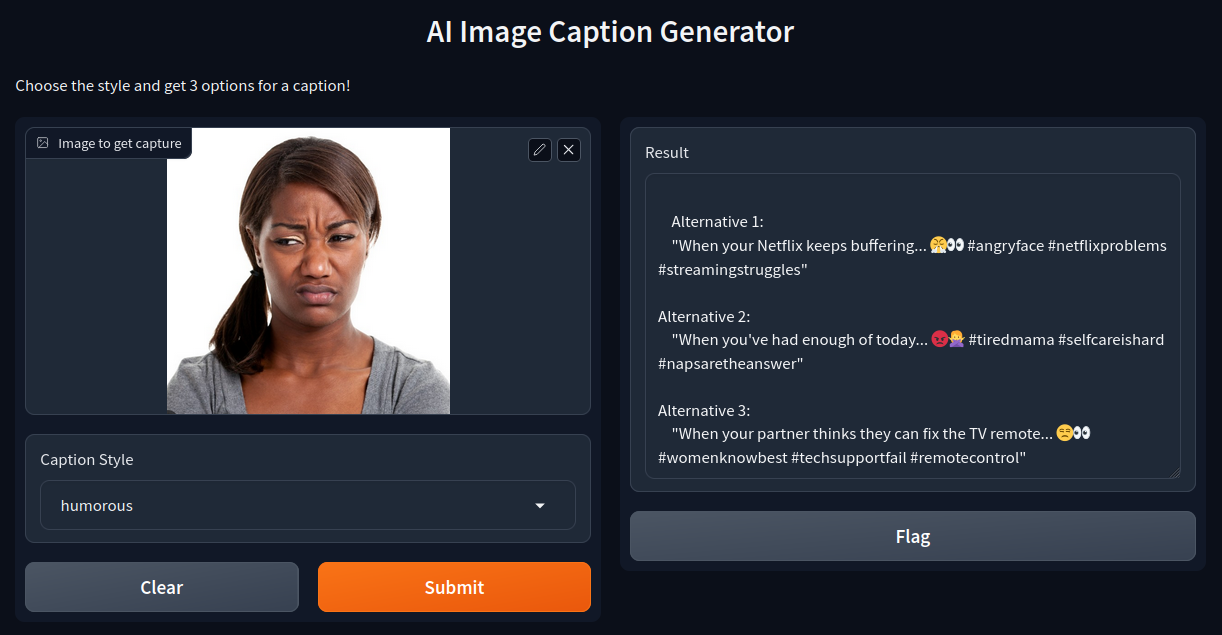 AI Image Caption Generator
Choose the style and get 3 options for a caption!
Image to get capture
Caption Style
humorous
Clear
Submit
Result
Alternative 1:
"When your Netflix keeps buffering... 😤👀 #angryface #netflixproblems
#streamingstruggles"
Alternative 2:
"When you've had enough of today... 😡🤦‍♀️ #tiredmama #selfcareishard
#napsaretheanswer"
Alternative 3:
"When your partner thinks they can fix the TV remote... 😒👀
#womenknowbest #techsupportfail #remotecontrol"
Flag